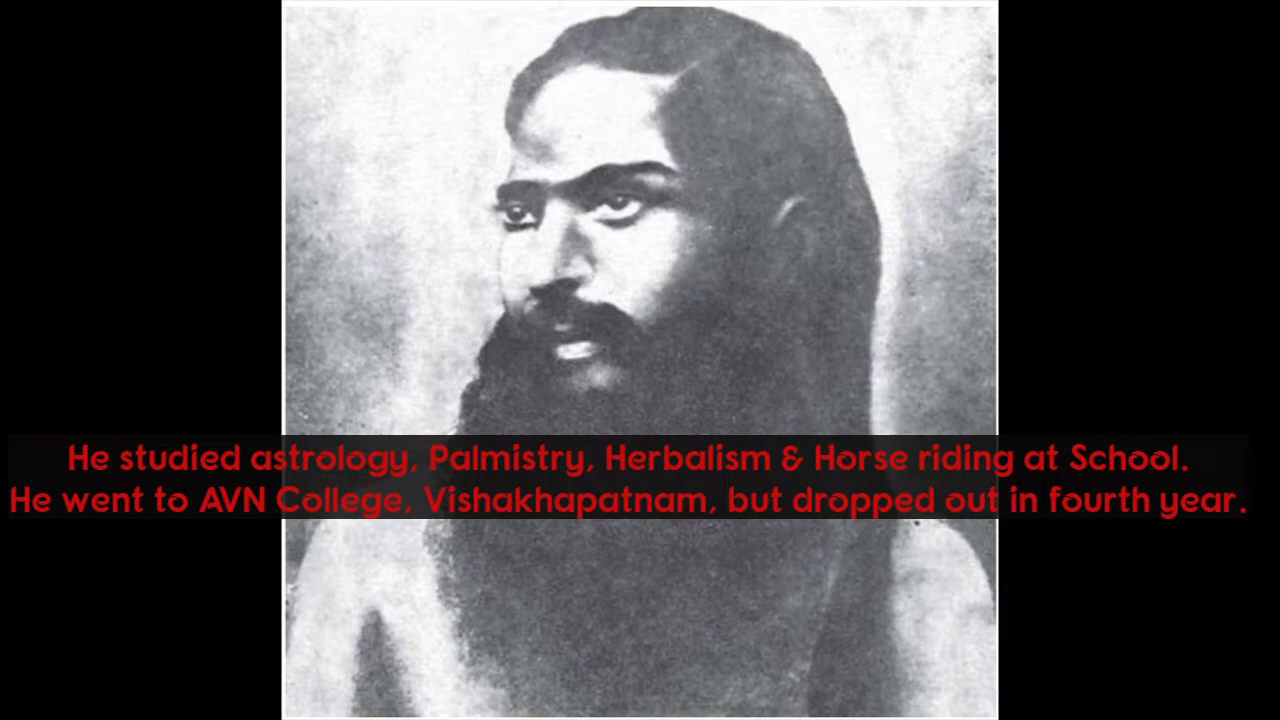 He studied astrology, Palmistry, Herbalism & Horse riding at School.
He went to AVN College, Vishakhapatnam, but dropped out in fourth year.